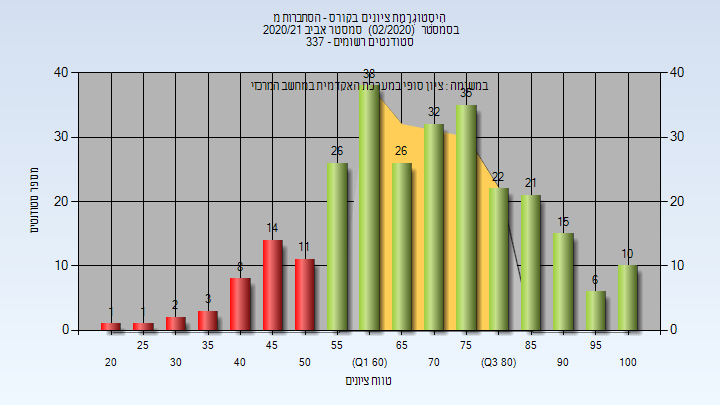 היסטוגרמת ציונים בקורס - הסתברות מ
בסמסטר (02/2020) סמסטר אביב 2020/21
סטודנטים רשומים - 337
במשימה : ציון סופי במערכת האקדמית במחשב המרכזי
מספר סטודנטים
40 30 20 10 0
40 30 20 10 0
1 1 2 3 8 14 11 26 38 26 32 35 22 21 15 6 10
25 35 45 55 65 75 85 95
20 30 40 50 (Q1 60) 70 (Q3 80) 90 100
טווח ציונים